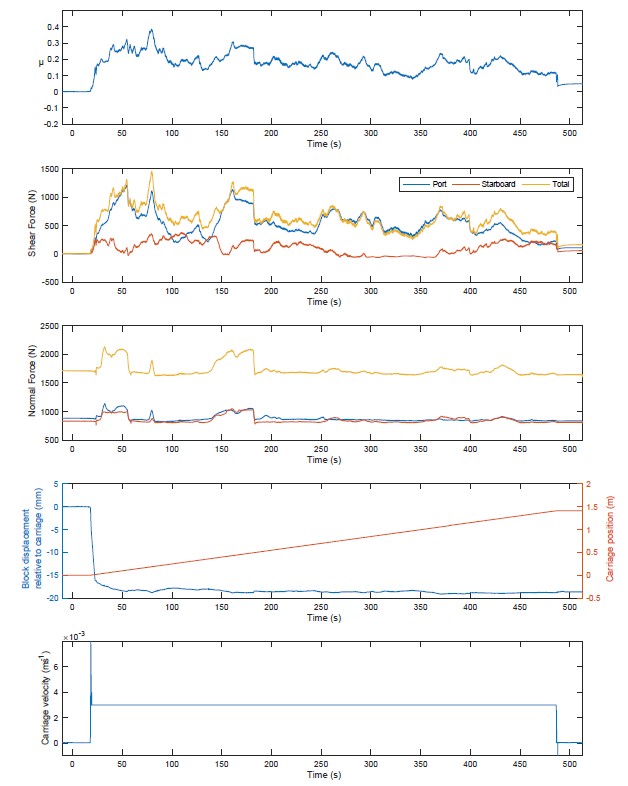 0.4
0.3
0.2
0.1
0
-0.1
-0.2
μ
0 50 100 150 200 250 300 350 400 450 500
Time (s)
1500
1000
500
0
-500
Shear Force (N)
Port Starboard Total
0 50 100 150 200 250 300 350 400 450 500
Time (s)
2500
2000
1500
1000
500
Normal Force (N)
0 50 100 150 200 250 300 350 400 450 500
Time (s)
5
0
-5
-10
-15
-20
Block displacement
relative to carriage (mm)
2
1.5
1
0.5
0
-0.5
Carriage position (m)
0 50 100 150 200 250 300 350 400 450 500
Time (s)
×10⁻³
6
4
2
0
Carriage velocity (ms⁻¹)
0 50 100 150 200 250 300 350 400 450 500
Time (s)